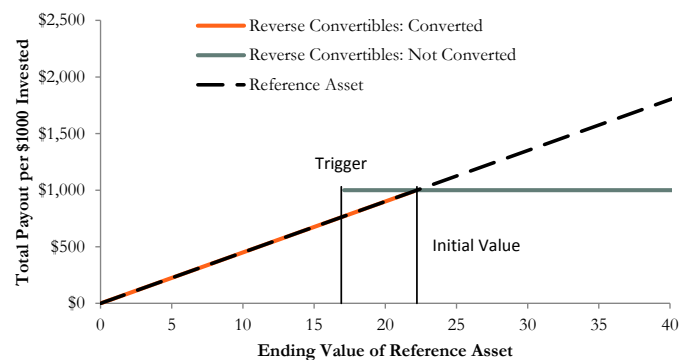 Total Payout per $1000 Invested
$2,500
$2,000
$1,500
$1,000
$500
$0
Reverse Convertibles: Converted
Reverse Convertibles: Not Converted
Reference Asset
Trigger
Initial Value
0 5 10 15 20 25 30 35 40
Ending Value of Reference Asset